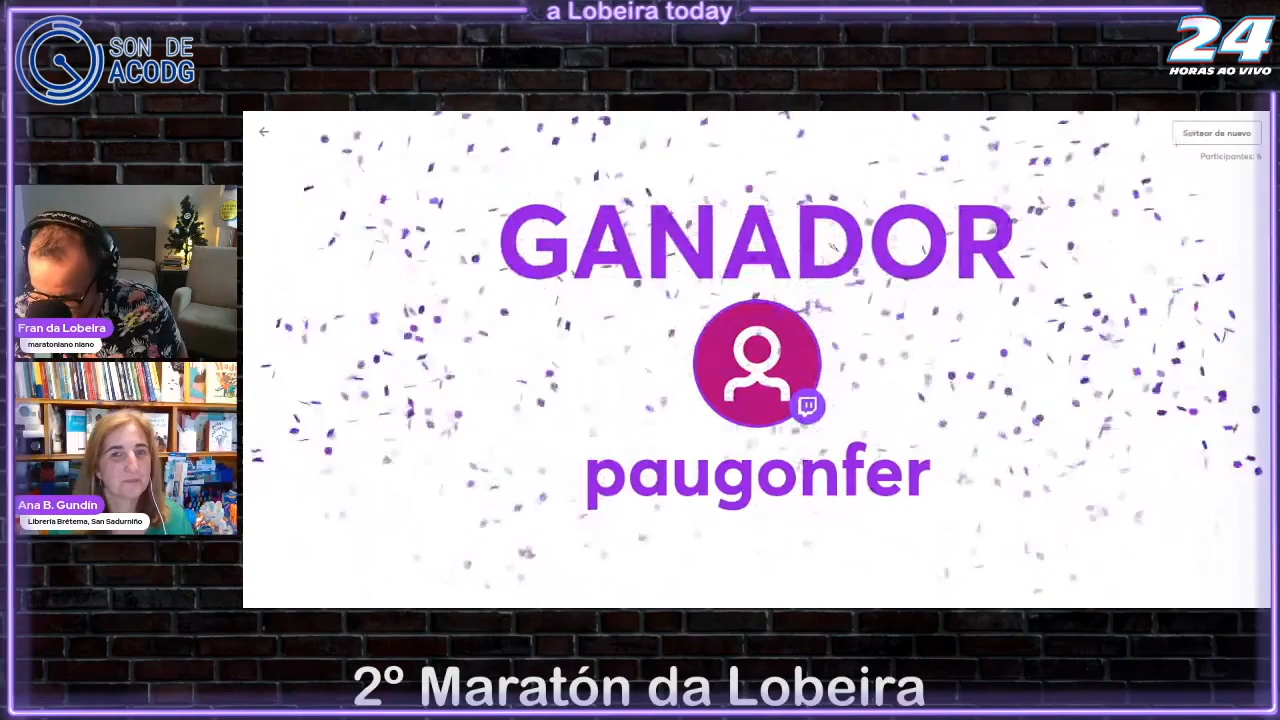 a Lobeira today
SON DE
ACODG
24
HORAS AO VIVO
Sortear de nuevo
Participantes: 6
GANADOR
paugonfer
Fran da Lobeira
maratoniano niano
Ana B. Gundín
Librería Brétema, San Sadurniño
2º Maratón da Lobeira